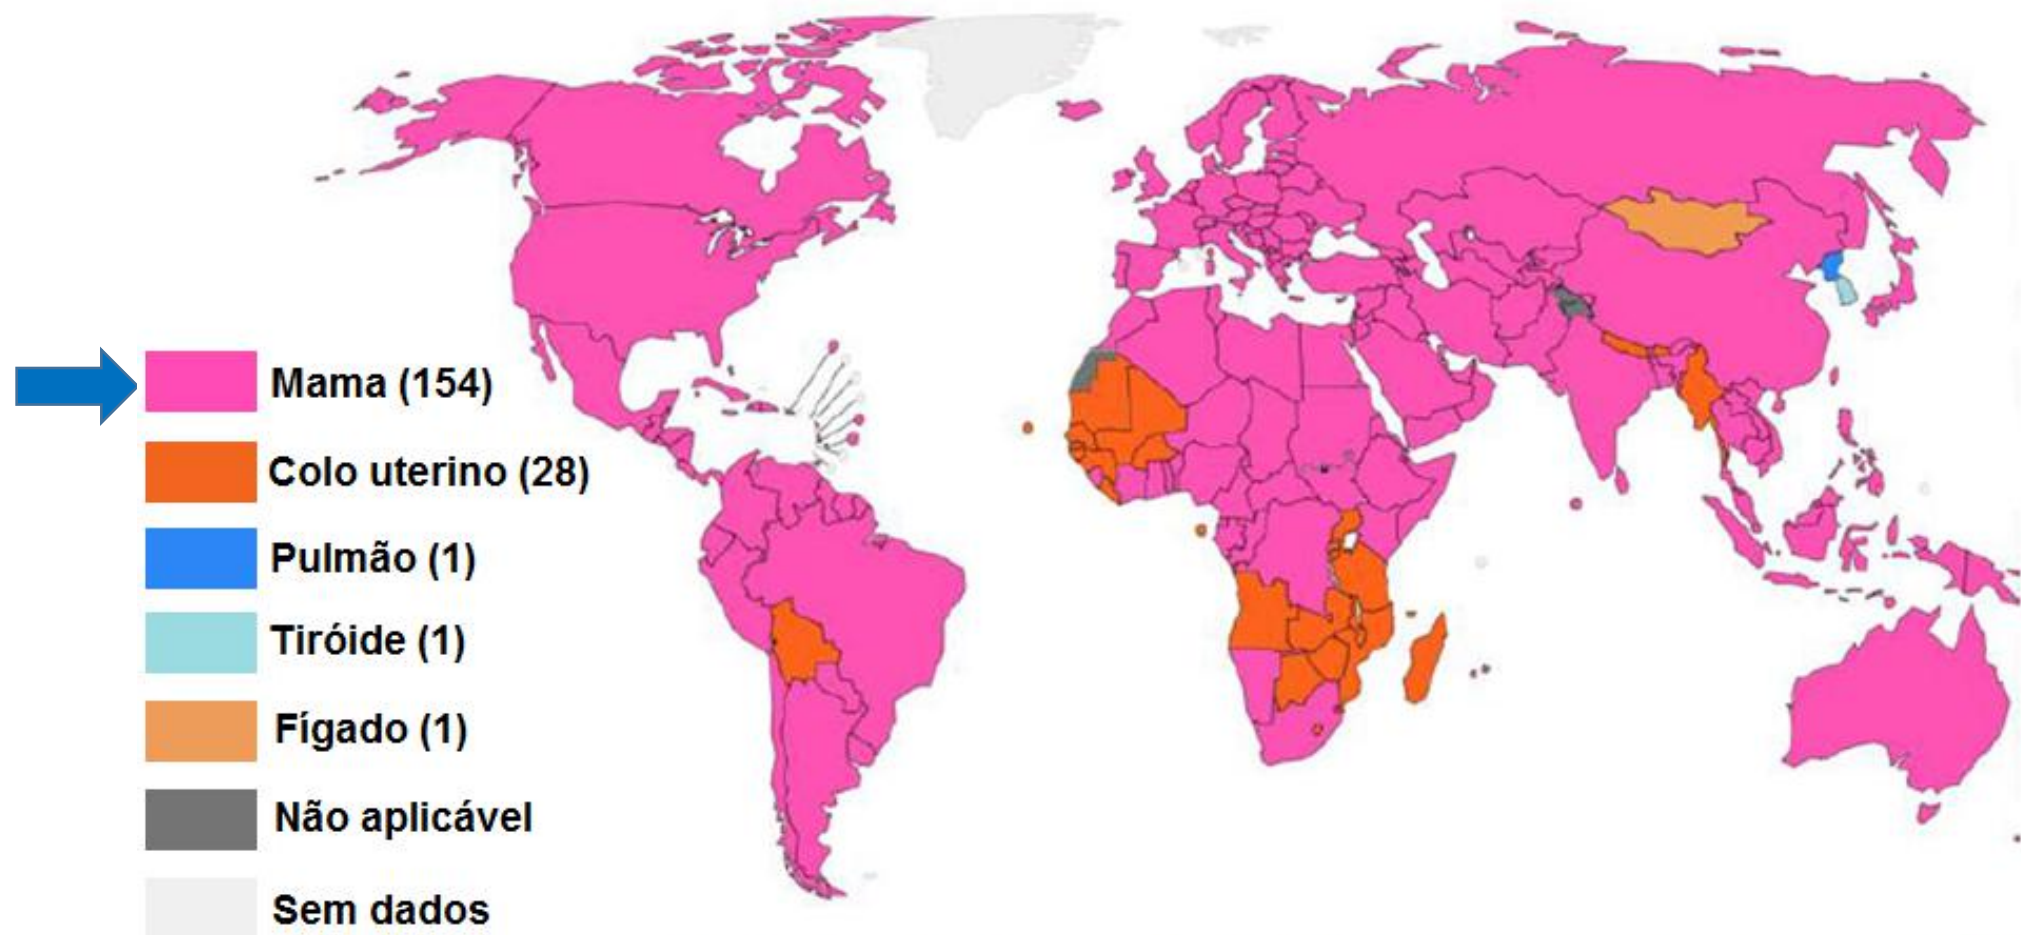 Mama (154)
Colo uterino (28)
Pulmão (1)
Tiróide (1)
Fígado (1)
Não aplicável
Sem dados